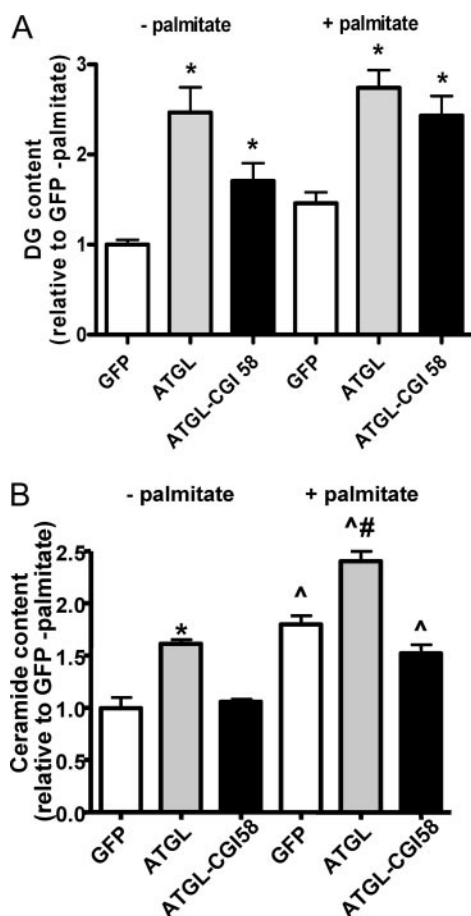 A
- palmitate + palmitate
DG content
(relative to GFP -palmitate)
3
2
1
0
* * * *
GFP ATGL ATGL-CGI 58 GFP ATGL ATGL-CGI 58
B
- palmitate + palmitate
Ceramide content
(relative to GFP -palmitate)
2.5
2.0
1.5
1.0
0.5
0.0
* ^ ^# ^
GFP ATGL ATGL-CGI58 GFP ATGL ATGL-CGI58